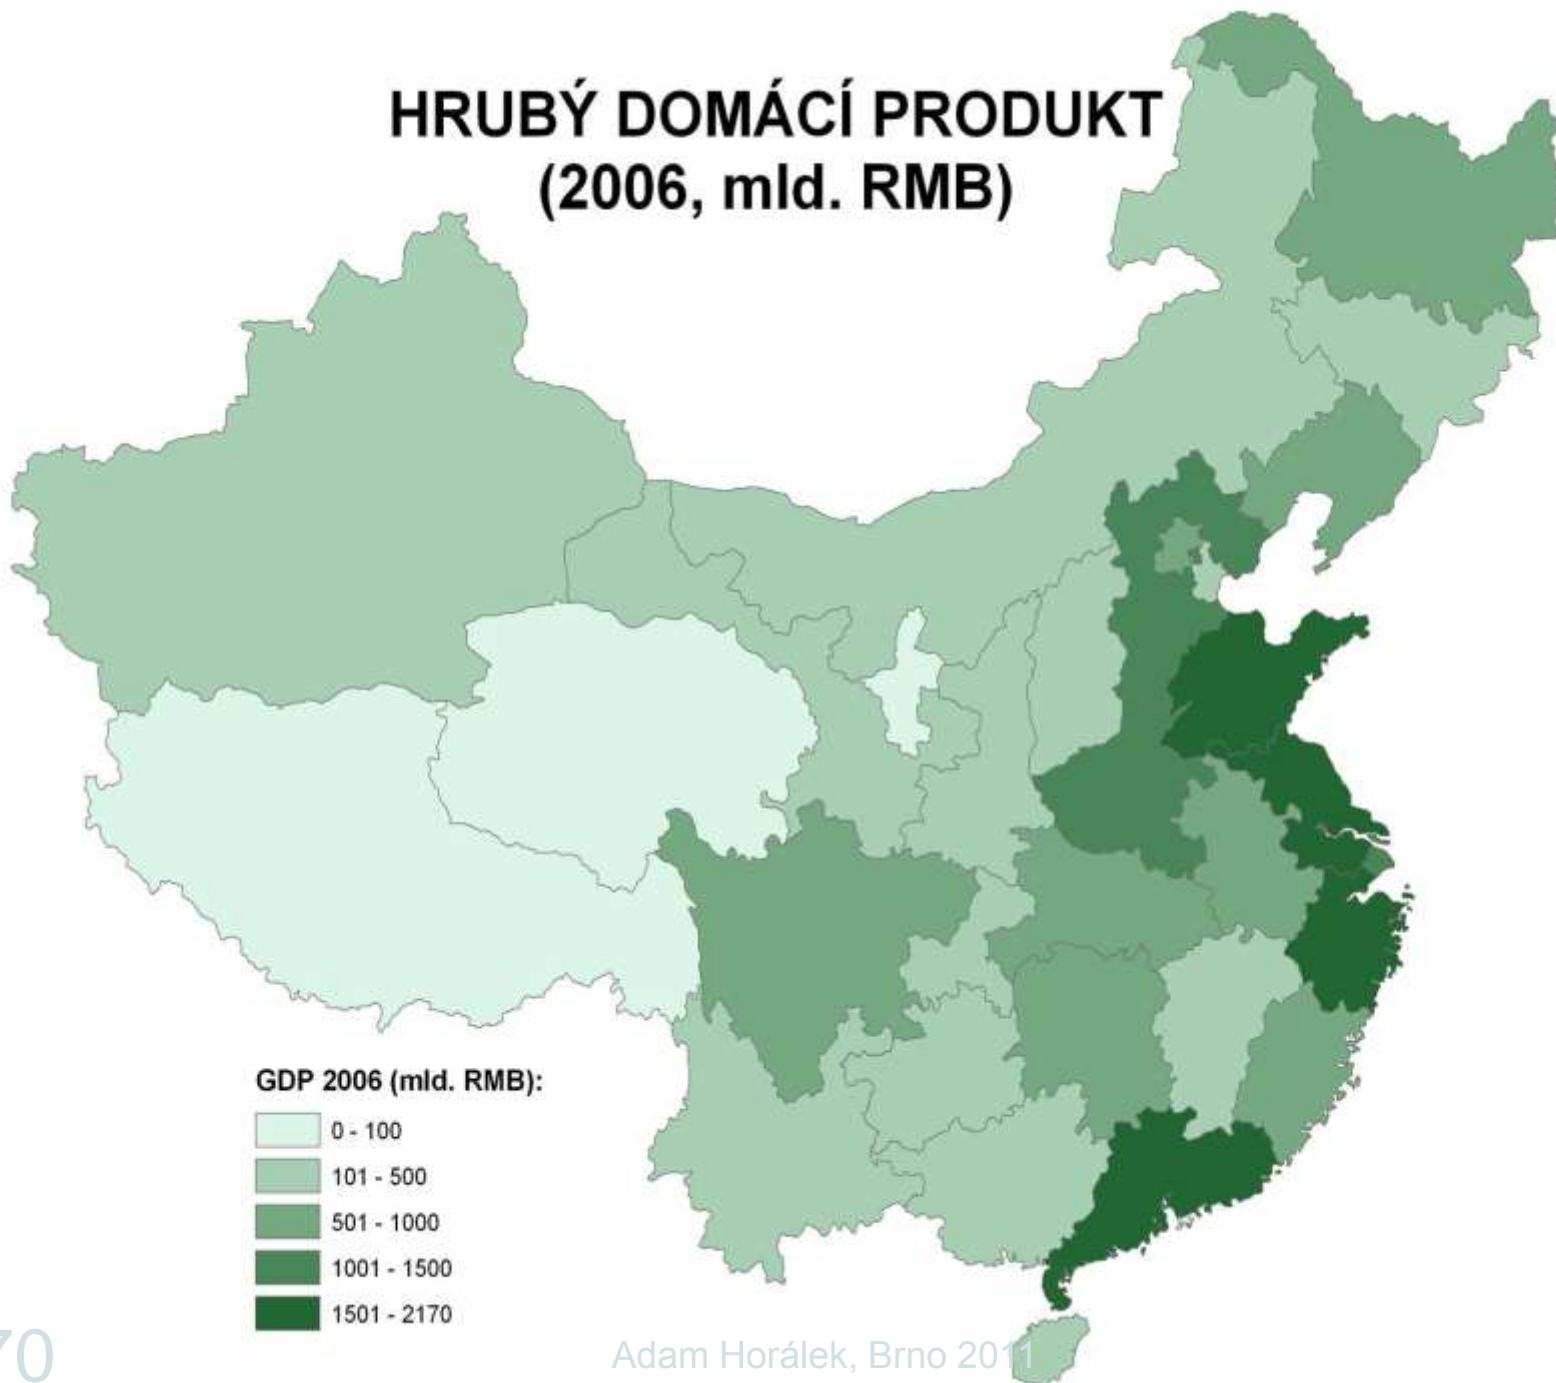 HRUBÝ DOMÁCÍ PRODUKT
(2006, mld. RMB)
GDP 2006 (mld. RMB):
0 - 100
101 - 500
501 - 1000
1001 - 1500
1501 - 2170
70
Adam Horálek, Brno 2011